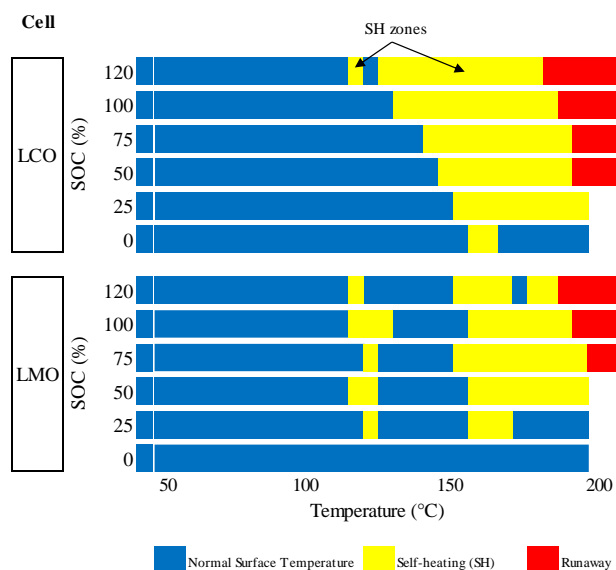 Cell
SH zones
LCO
SOC (%)
120
100
75
50
25
0
LMO
SOC (%)
120
100
75
50
25
0
50 100 150 200
Temperature (°C)
Normal Surface Temperature Self-heating (SH) Runaway